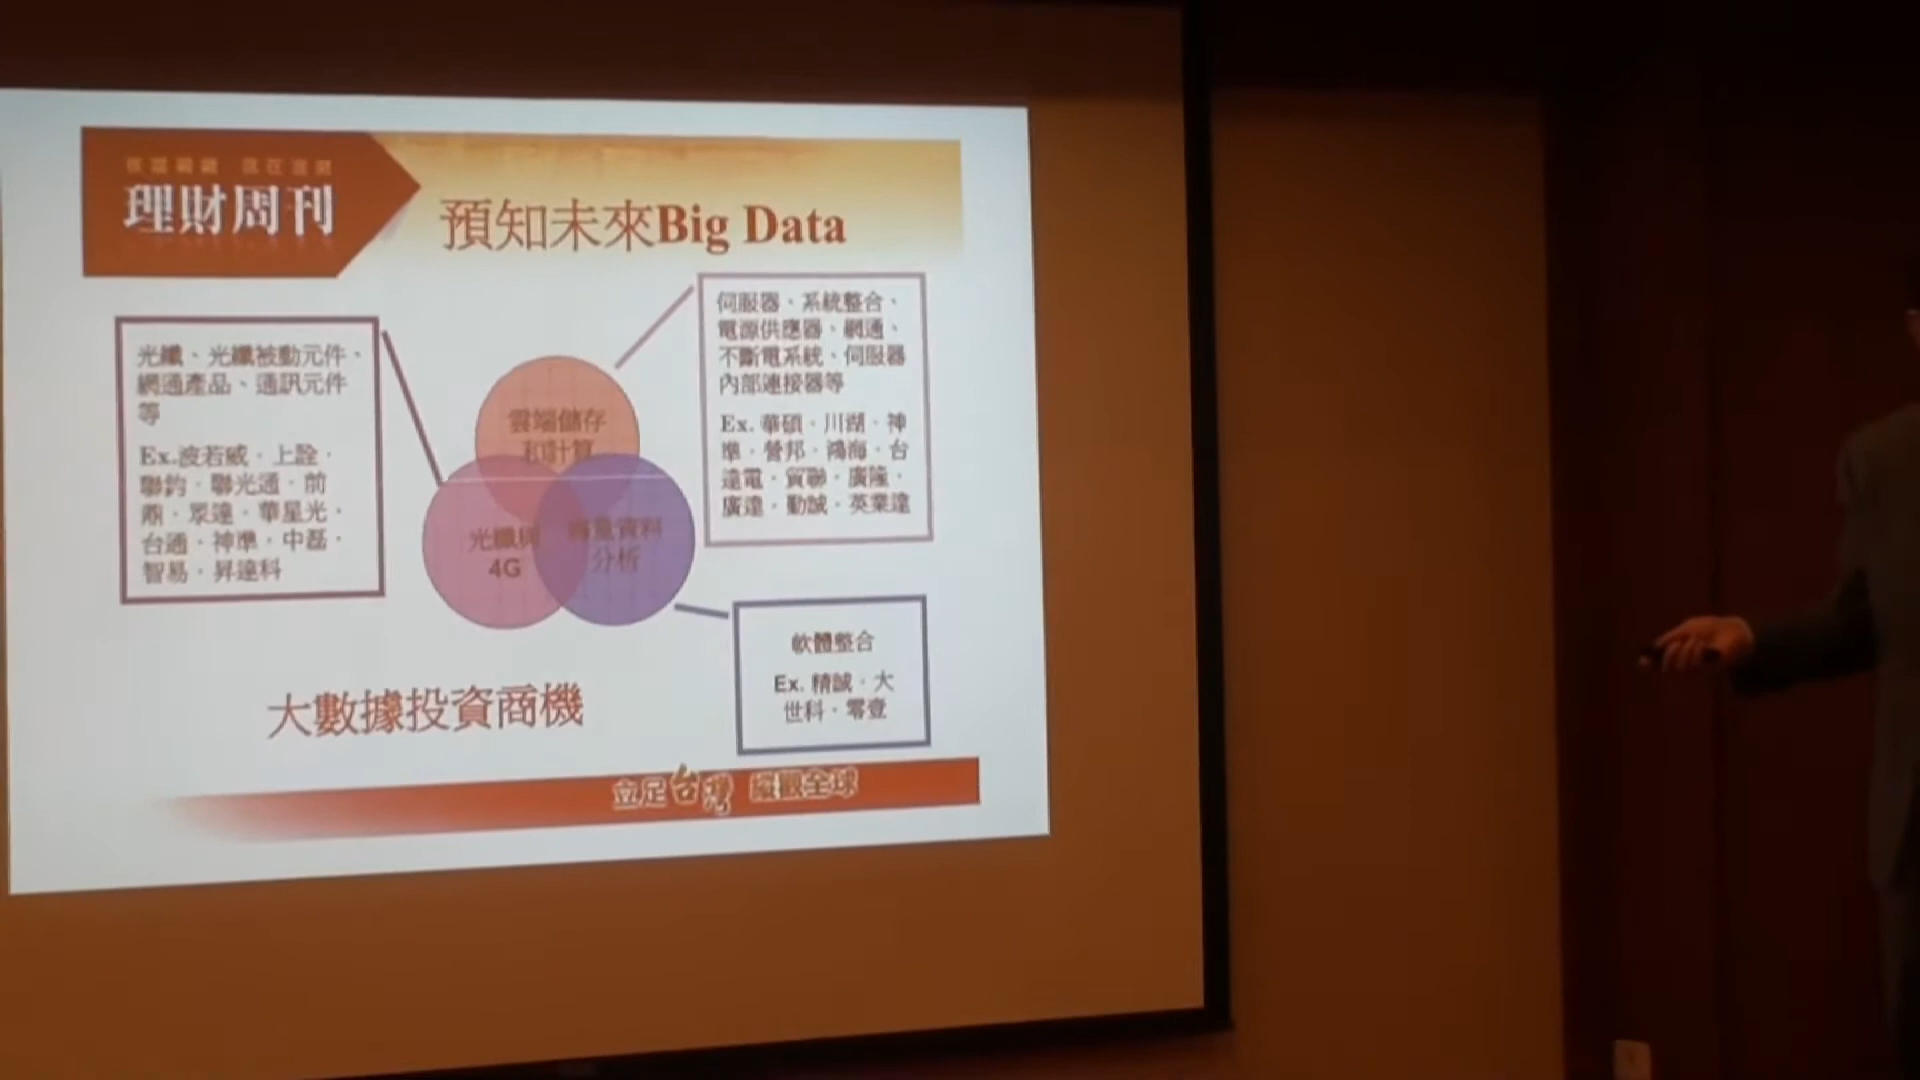 理財周刊
預知未來Big Data
光纖、光纖被動元件、
網通產品、通訊元件
等
Ex.波若威．上詮．
聯鈞．聯光通．前
鼎．眾達．華星光．
台通．神準．中磊．
智易．昇達科
伺服器、系統整合、
電源供應器、網通、
不斷電系統、伺服器
內部連接器等
Ex. 華碩．川湖．神
準．營邦．鴻海．台
達電．貿聯．廣隆．
廣達．勤誠．英業達
雲端儲存
和計算
光纖與
4G
海量資料
分析
軟體整合
Ex. 精誠．大
世科．零壹
大數據投資商機
立足台灣 縱觀全球